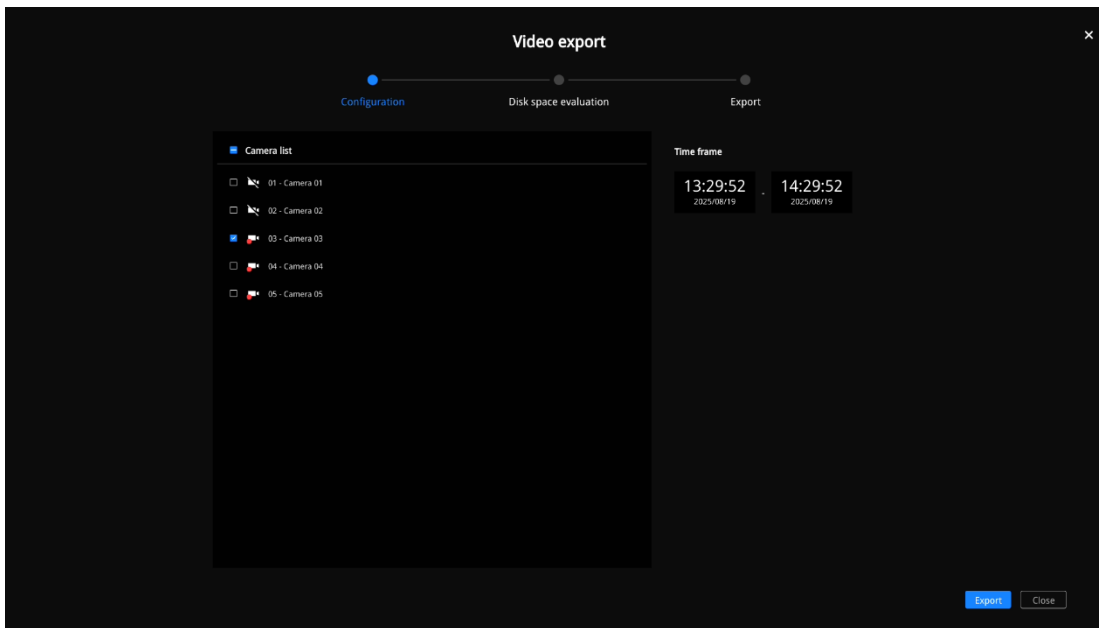 Video export
Configuration
Disk space evaluation
Export
Camera list
01 - Camera 01
02 - Camera 02
03 - Camera 03
04 - Camera 04
05 - Camera 05
Time frame
13:29:52 - 14:29:52
2025/08/19 2025/08/19
Export
Close